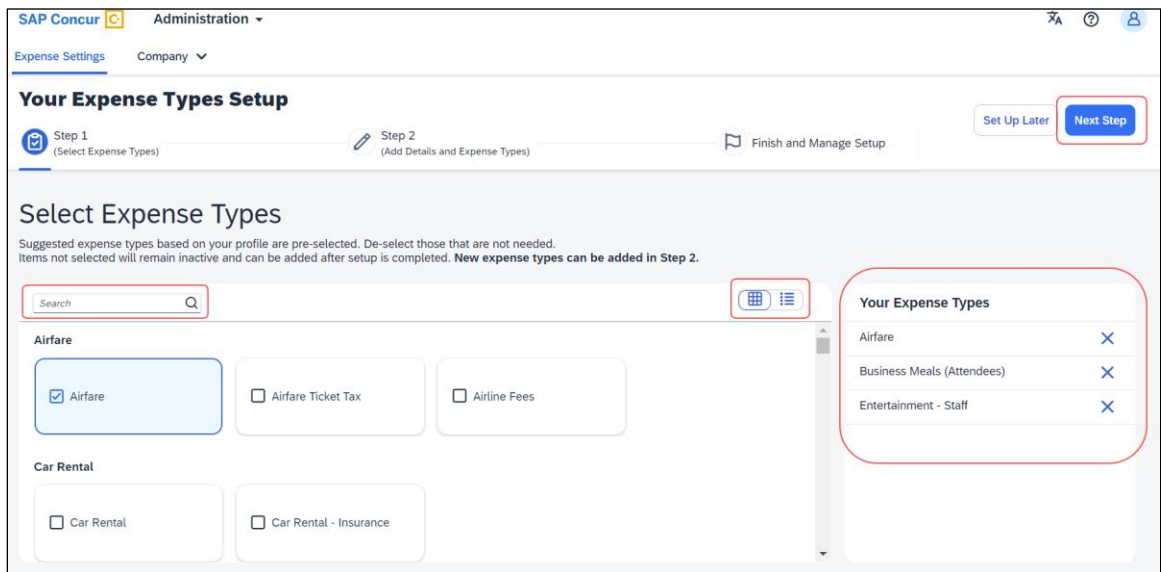 SAP Concur C. Administration
Expense Settings Company
Your Expense Types Setup
Set Up Later Next Step
Step 1
(Select Expense Types)
Step 2
(Add Details and Expense Types)
Finish and Manage Setup
Select Expense Types
Suggested expense types based on your profile are pre-selected. De-select those that are not needed.
Items not selected will remain inactive and can be added after setup is completed. New expense types can be added in Step 2.
Search
Airfare
Airfare Airfare Ticket Tax Airline Fees
Car Rental
Car Rental Car Rental - Insurance
Your Expense Types
Airfare
Business Meals (Attendees)
Entertainment - Staff